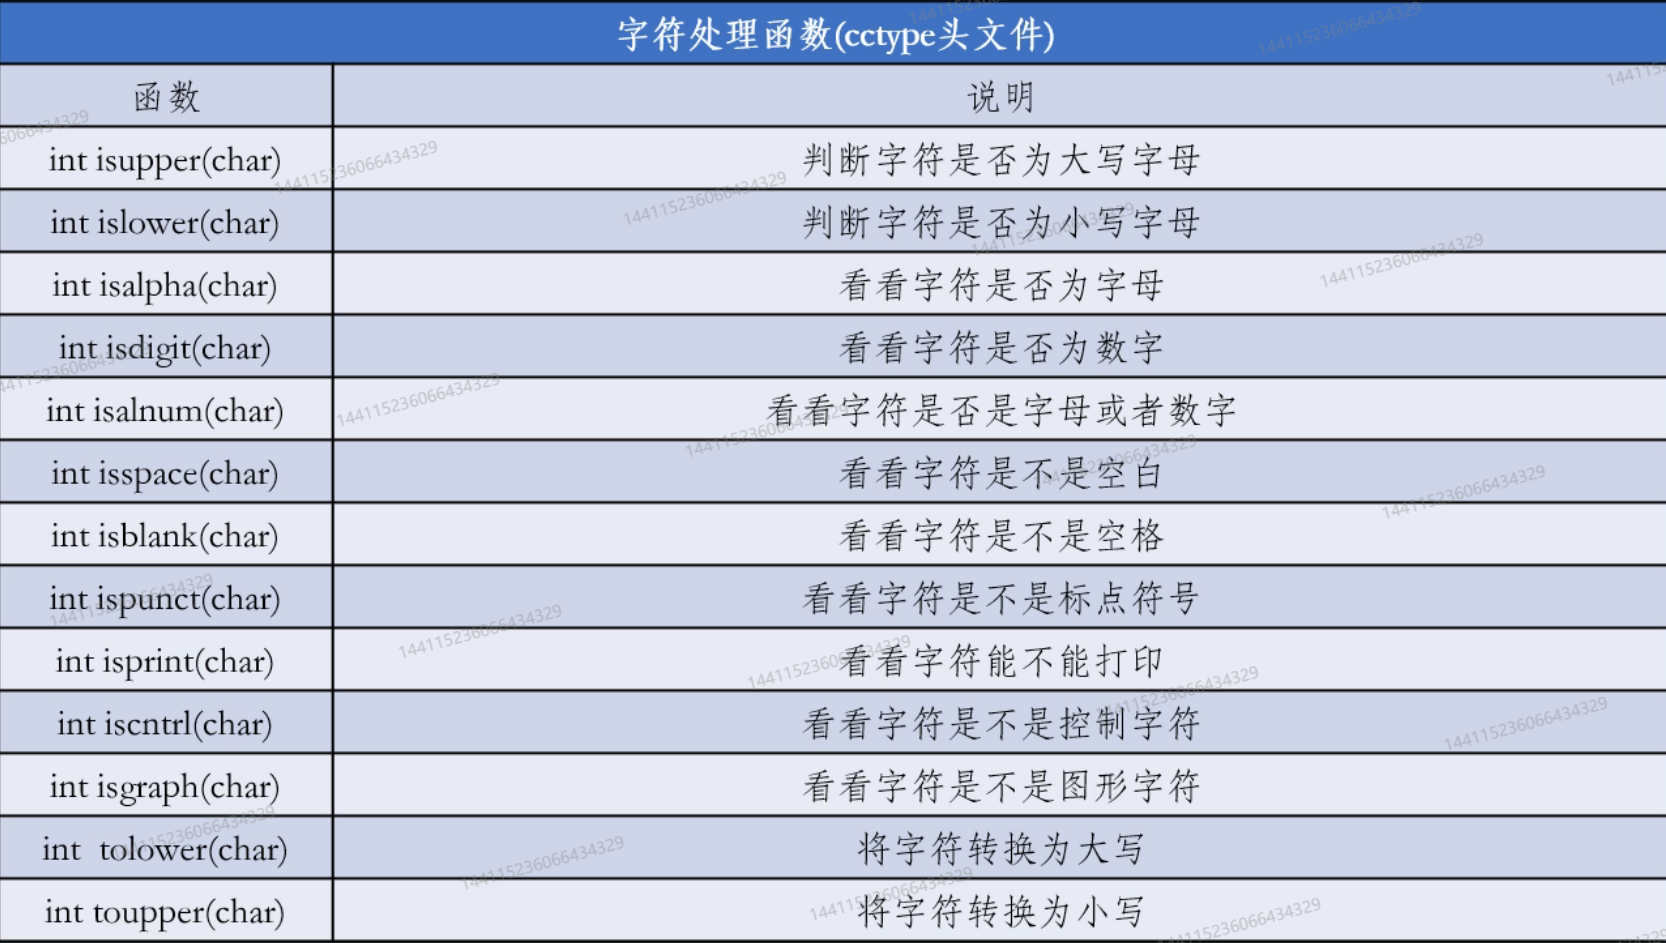 字符处理函数(cctype头文件)
函数 说明
int isupper(char) 判断字符是否为大写字母
int islower(char) 判断字符是否为小写字母
int isalpha(char) 看看字符是否为字母
int isdigit(char) 看看字符是否为数字
int isalnum(char) 看看字符是否是字母或者数字
int isspace(char) 看看字符是不是空白
int isblank(char) 看看字符是不是空格
int ispunct(char) 看看字符是不是标点符号
int isprint(char) 看看字符能不能打印
int iscntrl(char) 看看字符是不是控制字符
int isgraph(char) 看看字符是不是图形字符
int tolower(char) 将字符转换为大写
int toupper(char) 将字符转换为小写
144115236066434329